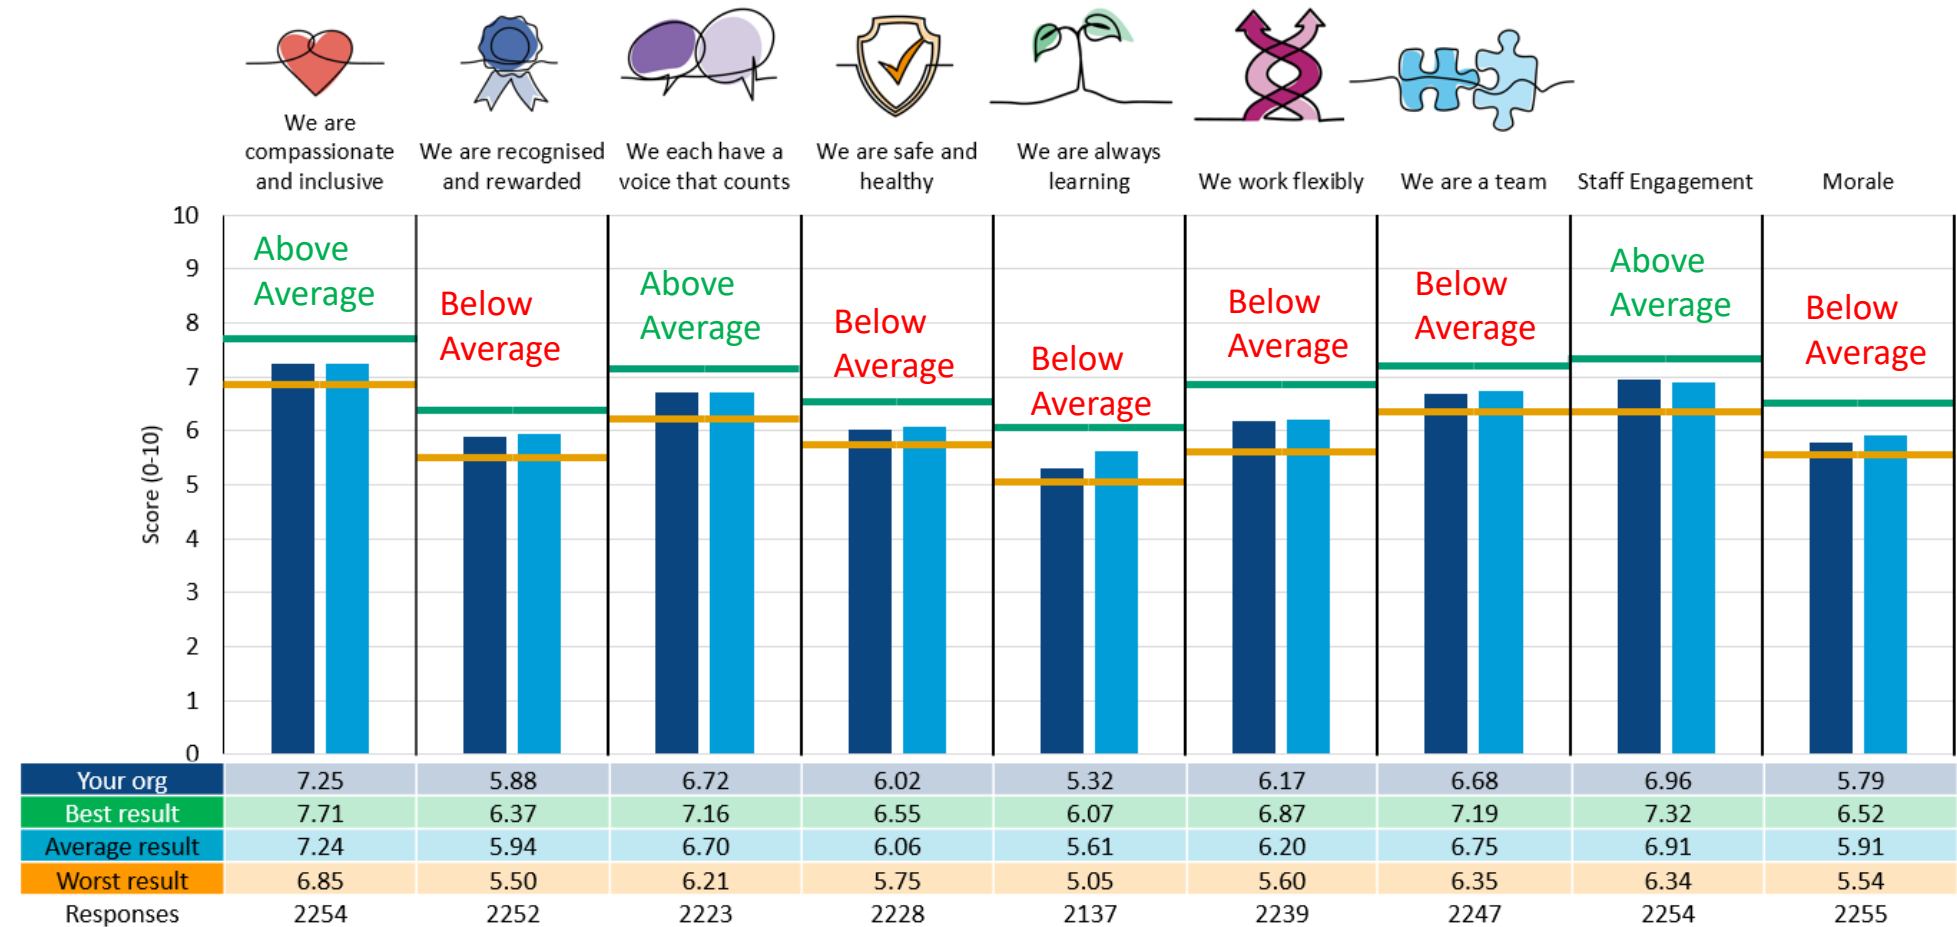 We are
compassionate
and inclusive
We are recognised
and rewarded
We each have a
voice that counts
We are safe and
healthy
We are always
learning
We work flexibly
We are a team
Staff Engagement
Morale
Score (0-10)
10
9
8
7
6
5
4
3
2
1
0
Above
Average
Below
Average
Above
Average
Below
Average
Below
Average
Below
Average
Below
Average
Above
Average
Below
Average
Your org 7.25 5.88 6.72 6.02 5.32 6.17 6.68 6.96 5.79
Best result 7.71 6.37 7.16 6.55 6.07 6.87 7.19 7.32 6.52
Average result 7.24 5.94 6.70 6.06 5.61 6.20 6.75 6.91 5.91
Worst result 6.85 5.50 6.21 5.75 5.05 5.60 6.35 6.34 5.54
Responses 2254 2252 2223 2228 2137 2239 2247 2254 2255